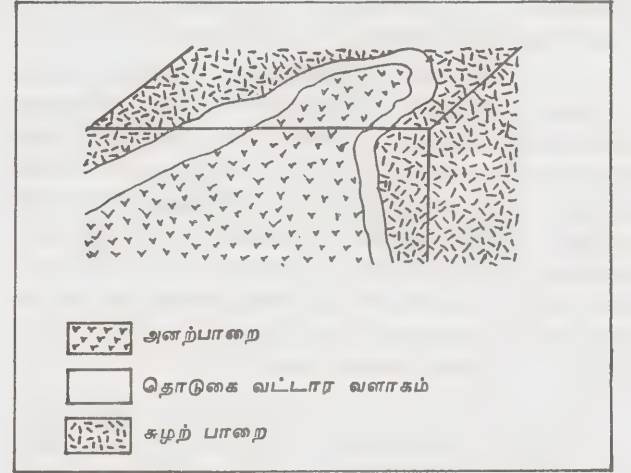 அனற்பாறை
தொடுகை வட்டார வளாகம்
சுழற் பாறை